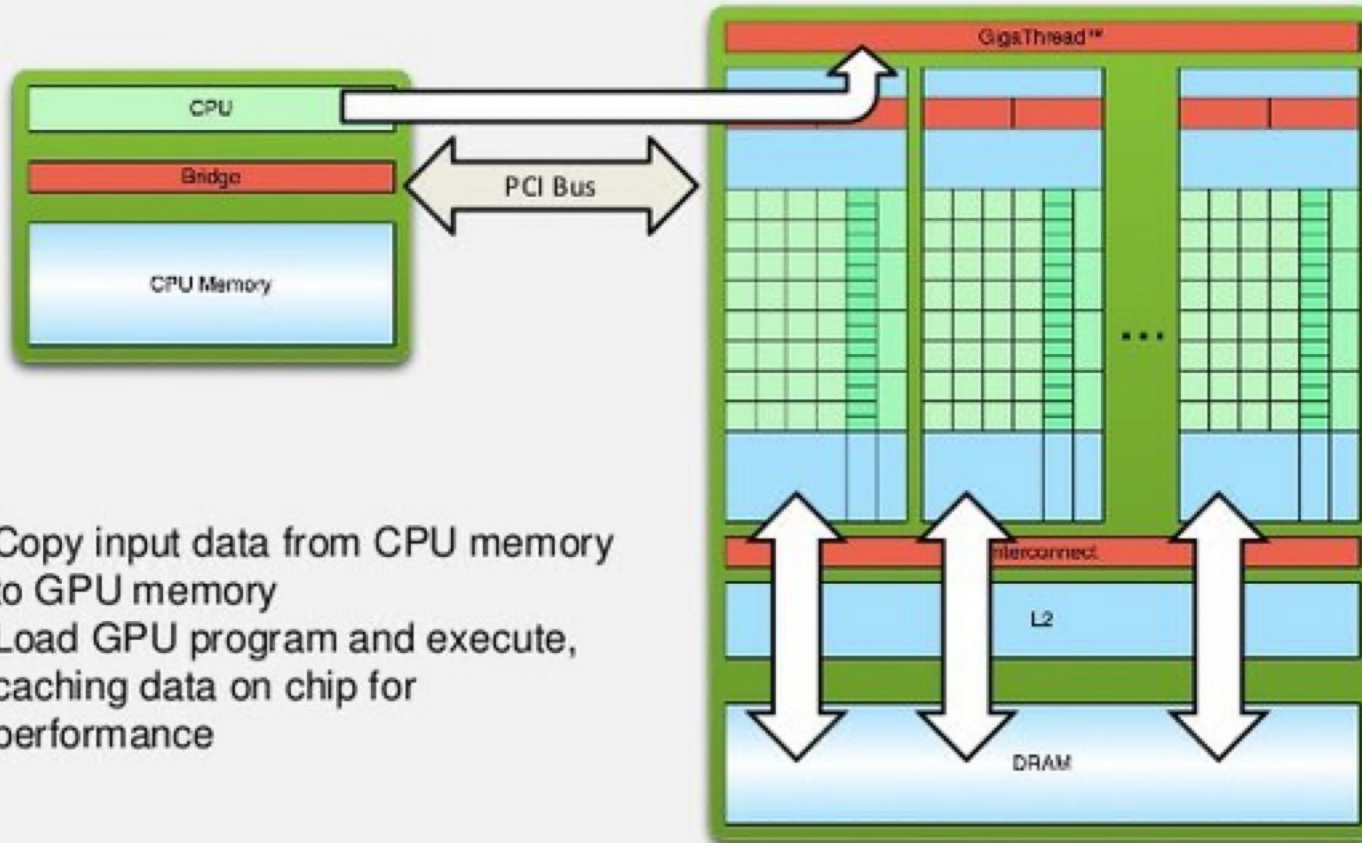 GigaThread™
CPU
Bridge
PCI Bus
CPU Memory
...
Copy input data from CPU memory
to GPU memory
Load GPU program and execute,
caching data on chip for
performance
nterconnect
L2
DRAM